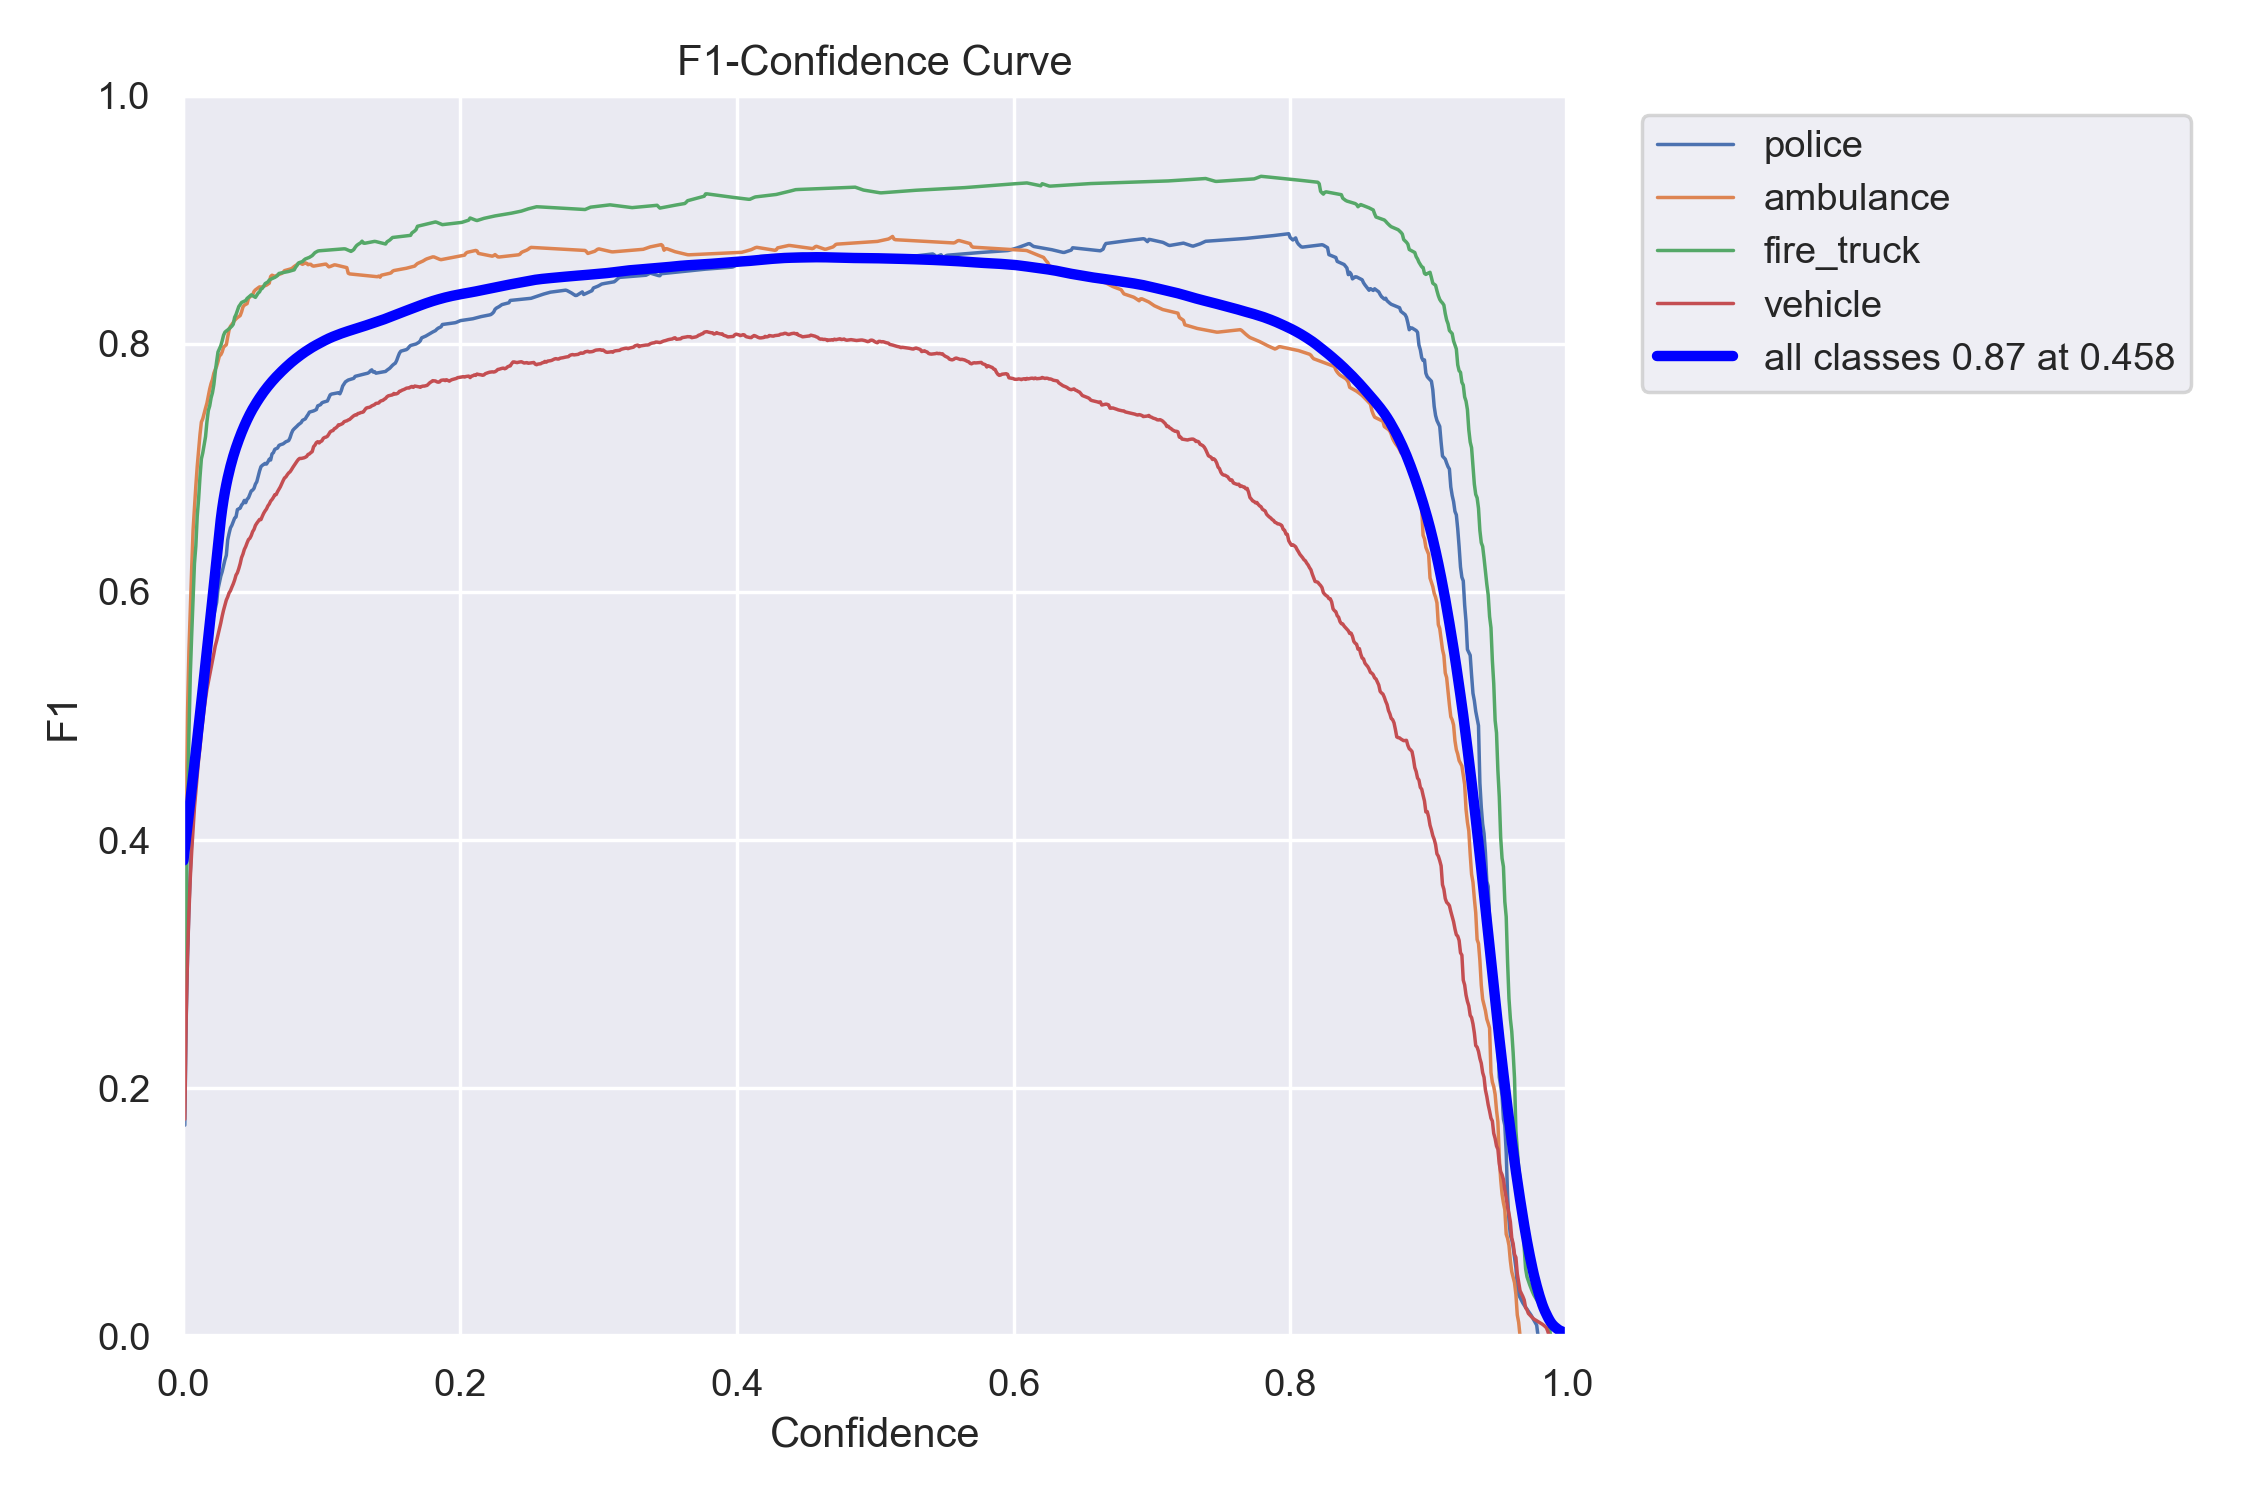 F1-Confidence Curve
1.0
0.8
0.6
0.4
0.2
0.0
F1
0.0 0.2 0.4 0.6 0.8 1.0
Confidence
police
ambulance
fire_truck
vehicle
all classes 0.87 at 0.458